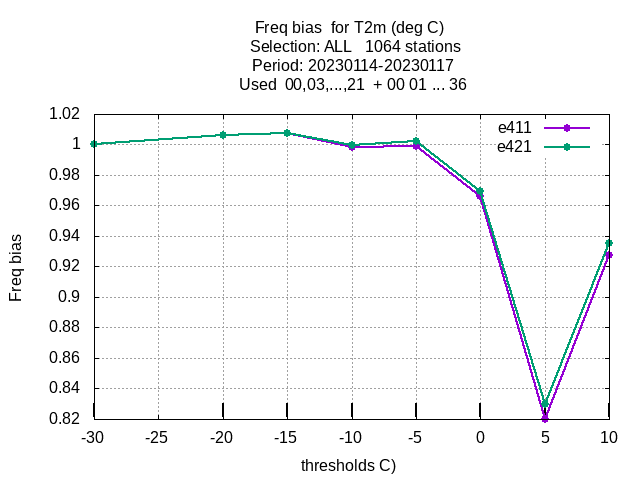 Freq bias  for T2m (deg C)
Selection: ALL   1064 stations
Period: 20230114-20230117
Used  00,03,...,21  + 00 01 ... 36
e411
e421
Freq bias
1.02
1
0.98
0.96
0.94
0.92
0.9
0.88
0.86
0.84
0.82
-30 -25 -20 -15 -10 -5 0 5 10
thresholds C)